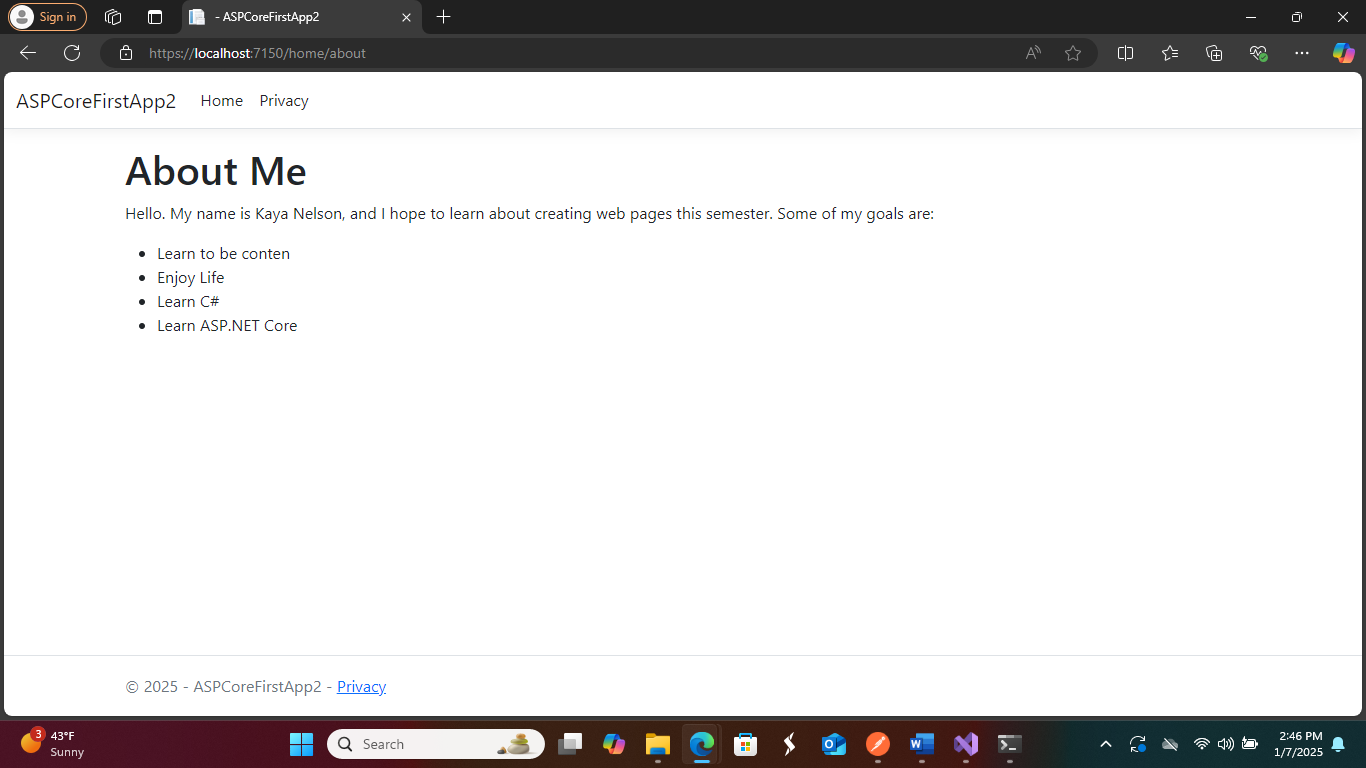 Sign in
- ASPCoreFirstApp2
https://localhost:7150/home/about
ASPCoreFirstApp2 Home Privacy
About Me
Hello. My name is Kaya Nelson, and I hope to learn about creating web pages this semester. Some of my goals are:
Learn to be conten
Enjoy Life
Learn C#
Learn ASP.NET Core
© 2025 - ASPCoreFirstApp2 - Privacy
3
43°F
Sunny
Search
2:46 PM
1/7/2025